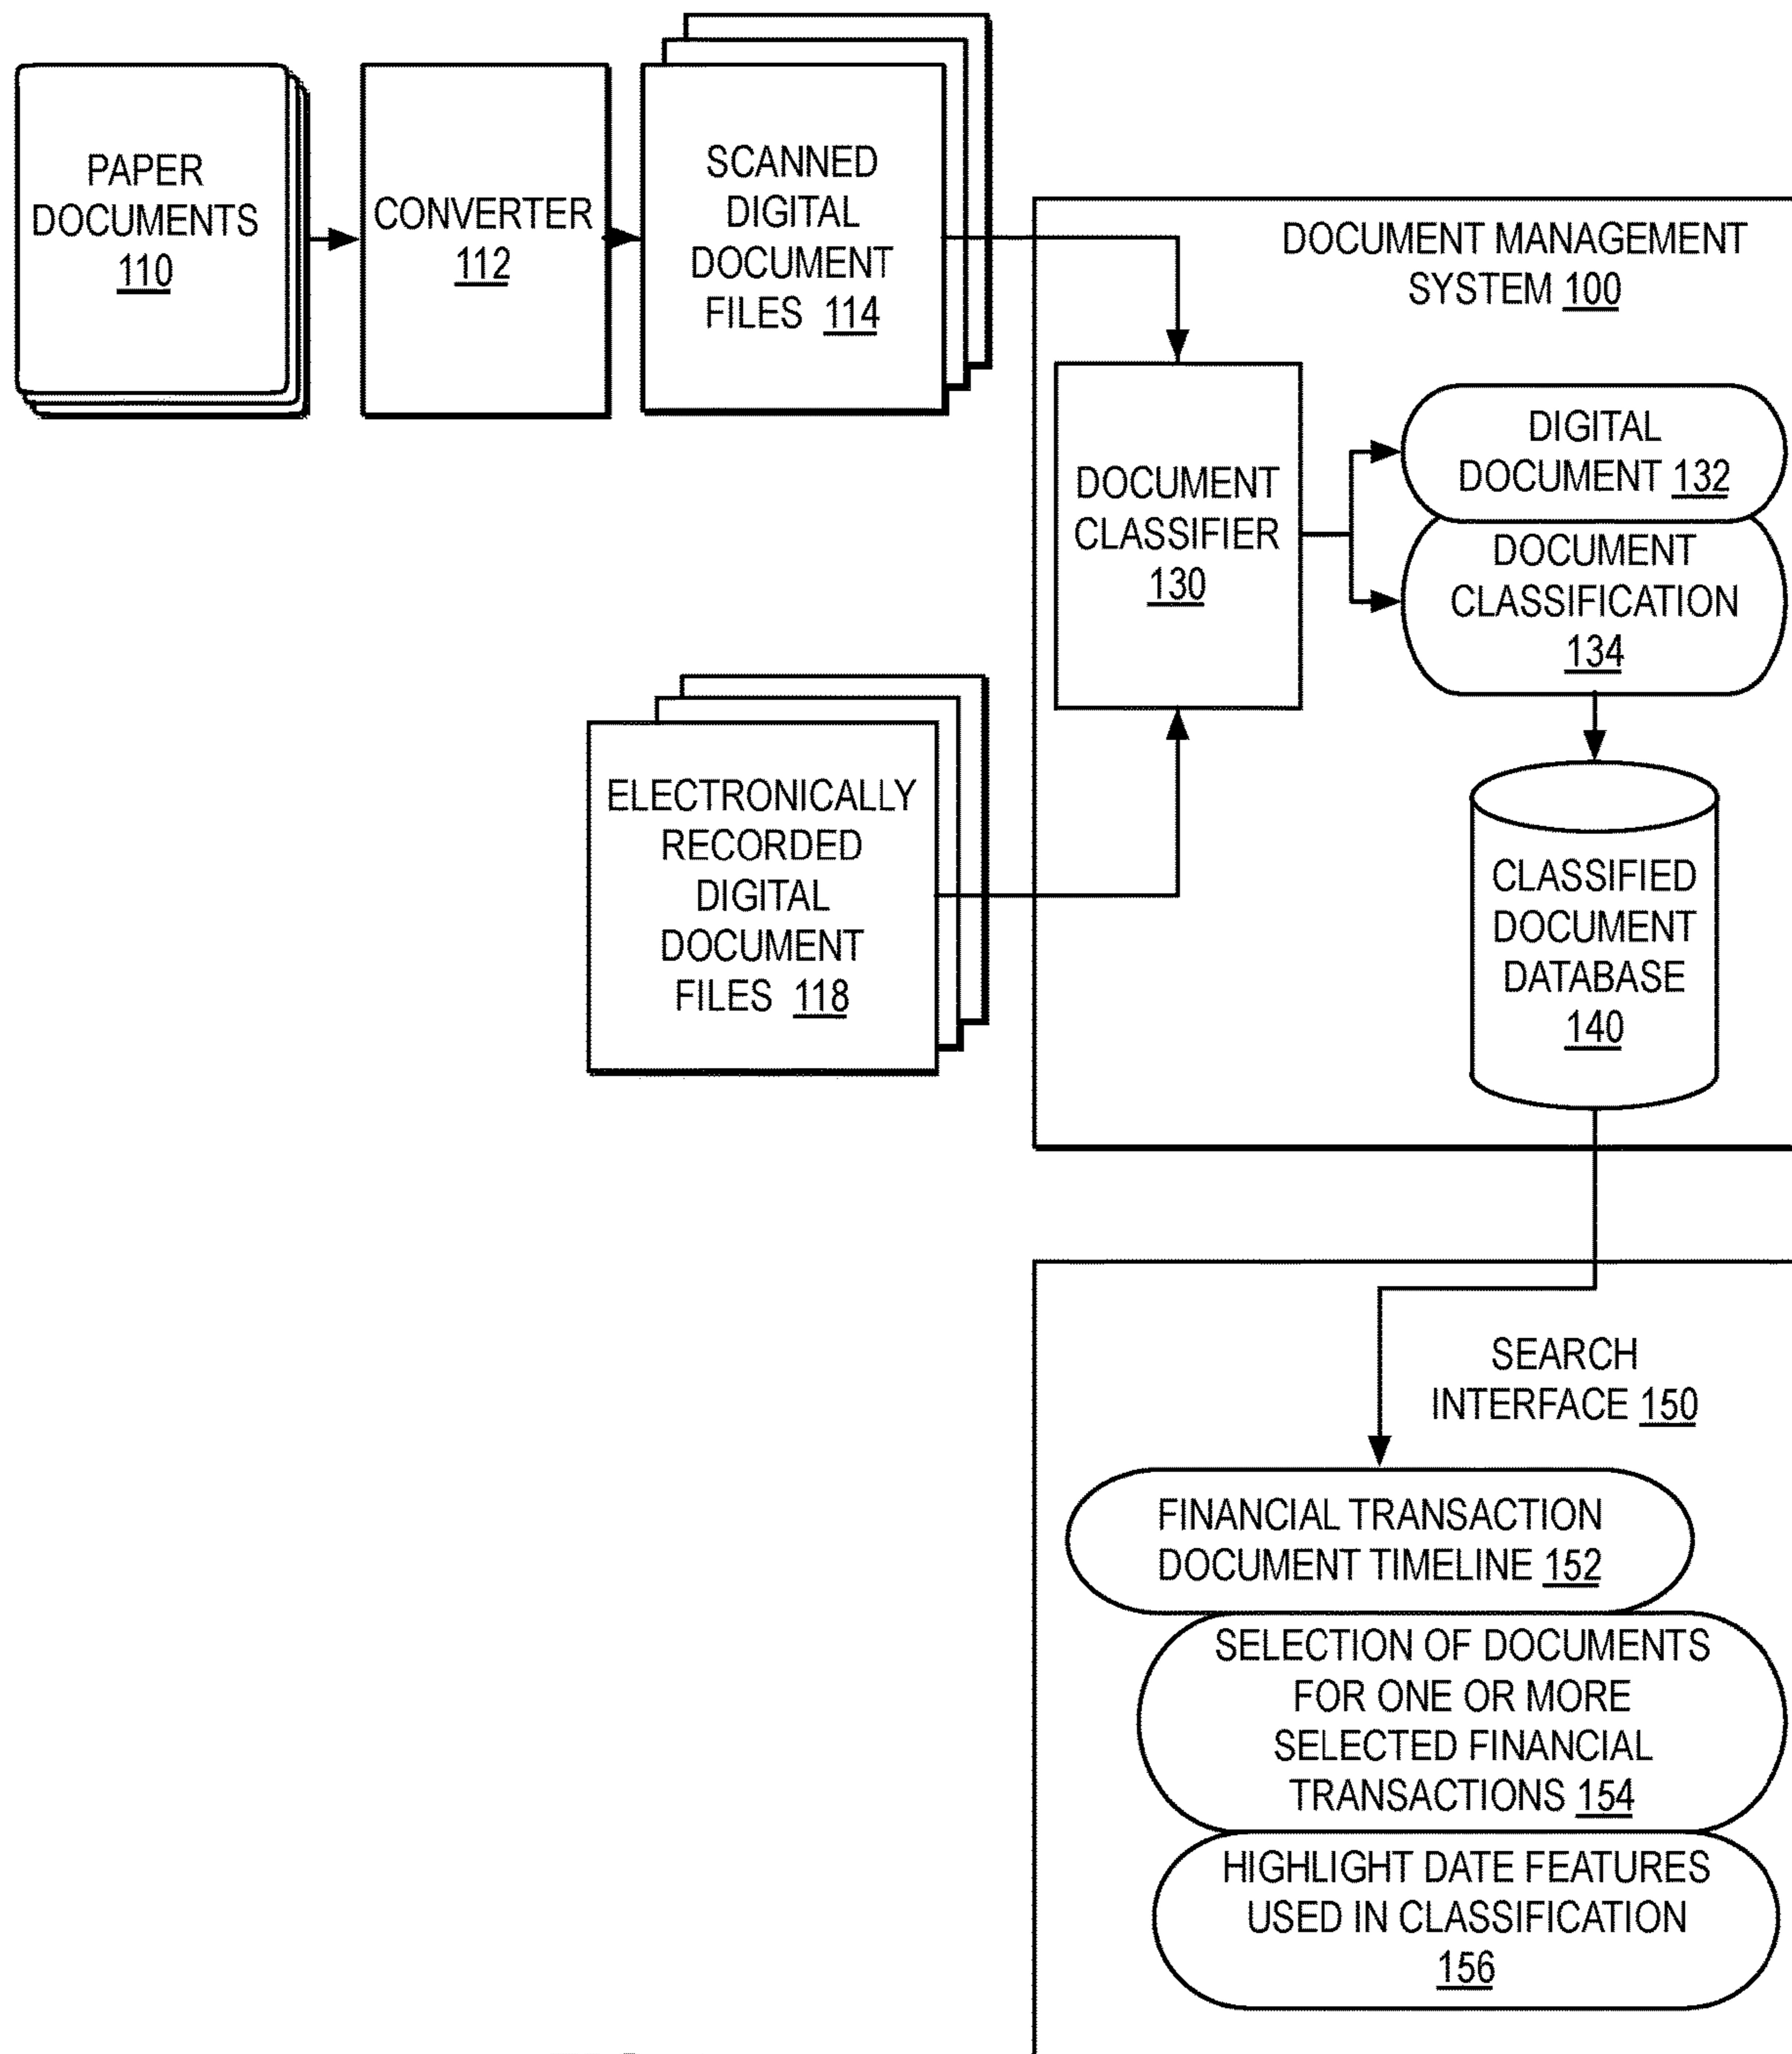 PAPER
DOCUMENTS
110
CONVERTER
112
SCANNED
DIGITAL
DOCUMENT
FILES 114
DOCUMENT MANAGEMENT
SYSTEM 100
DOCUMENT
CLASSIFIER
130
DIGITAL
DOCUMENT 132
DOCUMENT
CLASSIFICATION
134
ELECTRONICALLY
RECORDED
DIGITAL
DOCUMENT
FILES 118
CLASSIFIED
DOCUMENT
DATABASE
140
SEARCH
INTERFACE 150
FINANCIAL TRANSACTION
DOCUMENT TIMELINE 152
SELECTION OF DOCUMENTS
FOR ONE OR MORE
SELECTED FINANCIAL
TRANSACTIONS 154
HIGHLIGHT DATE FEATURES
USED IN CLASSIFICATION
156